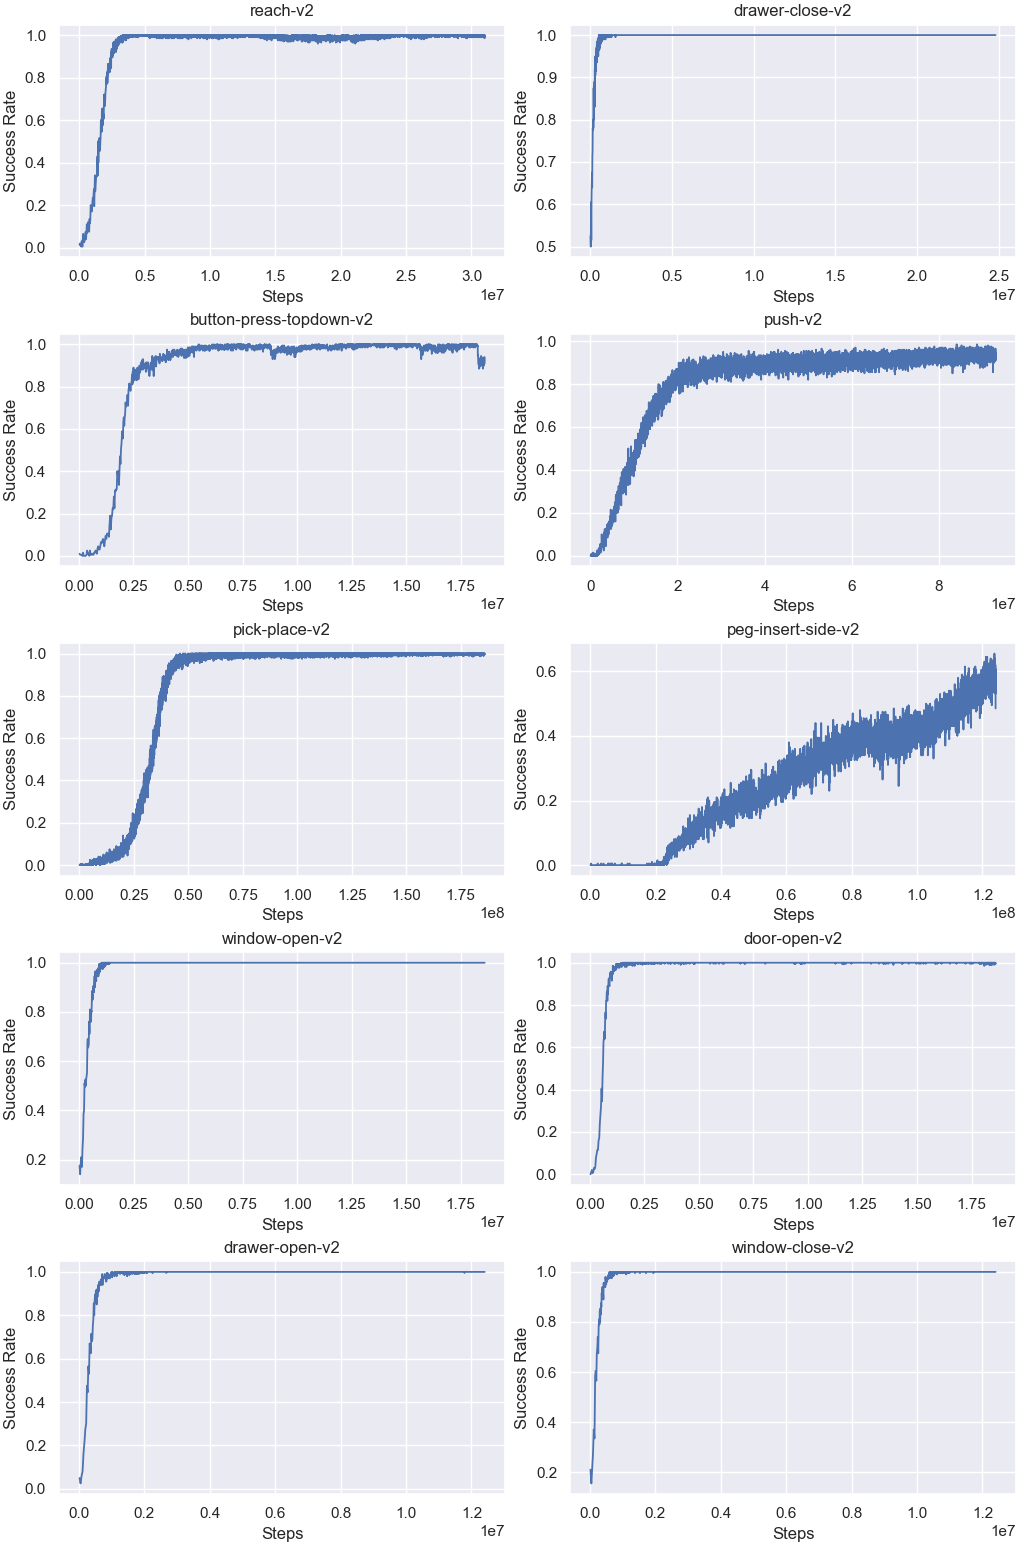 reach-v2
Success Rate
1.0
0.8
0.6
0.4
0.2
0.0
0.0 0.5 1.0 1.5 2.0 2.5 3.0
Steps
1e7
drawer-close-v2
Success Rate
1.0
0.9
0.8
0.7
0.6
0.5
0.0 0.5 1.0 1.5 2.0 2.5
Steps
1e7
button-press-topdown-v2
Success Rate
1.0
0.8
0.6
0.4
0.2
0.0
0.00 0.25 0.50 0.75 1.00 1.25 1.50 1.75
Steps
1e7
push-v2
Success Rate
1.0
0.8
0.6
0.4
0.2
0.0
0 2 4 6 8
Steps
1e7
pick-place-v2
Success Rate
1.0
0.8
0.6
0.4
0.2
0.0
0.00 0.25 0.50 0.75 1.00 1.25 1.50 1.75
Steps
1e8
peg-insert-side-v2
Success Rate
0.6
0.4
0.2
0.0
0.0 0.2 0.4 0.6 0.8 1.0 1.2
Steps
1e8
window-open-v2
Success Rate
1.0
0.8
0.6
0.4
0.2
0.00 0.25 0.50 0.75 1.00 1.25 1.50 1.75
Steps
1e7
door-open-v2
Success Rate
1.0
0.8
0.6
0.4
0.2
0.0
0.00 0.25 0.50 0.75 1.00 1.25 1.50 1.75
Steps
1e7
drawer-open-v2
Success Rate
1.0
0.8
0.6
0.4
0.2
0.0
0.0 0.2 0.4 0.6 0.8 1.0 1.2
Steps
1e7
window-close-v2
Success Rate
1.0
0.8
0.6
0.4
0.2
0.0 0.2 0.4 0.6 0.8 1.0 1.2
Steps
1e7